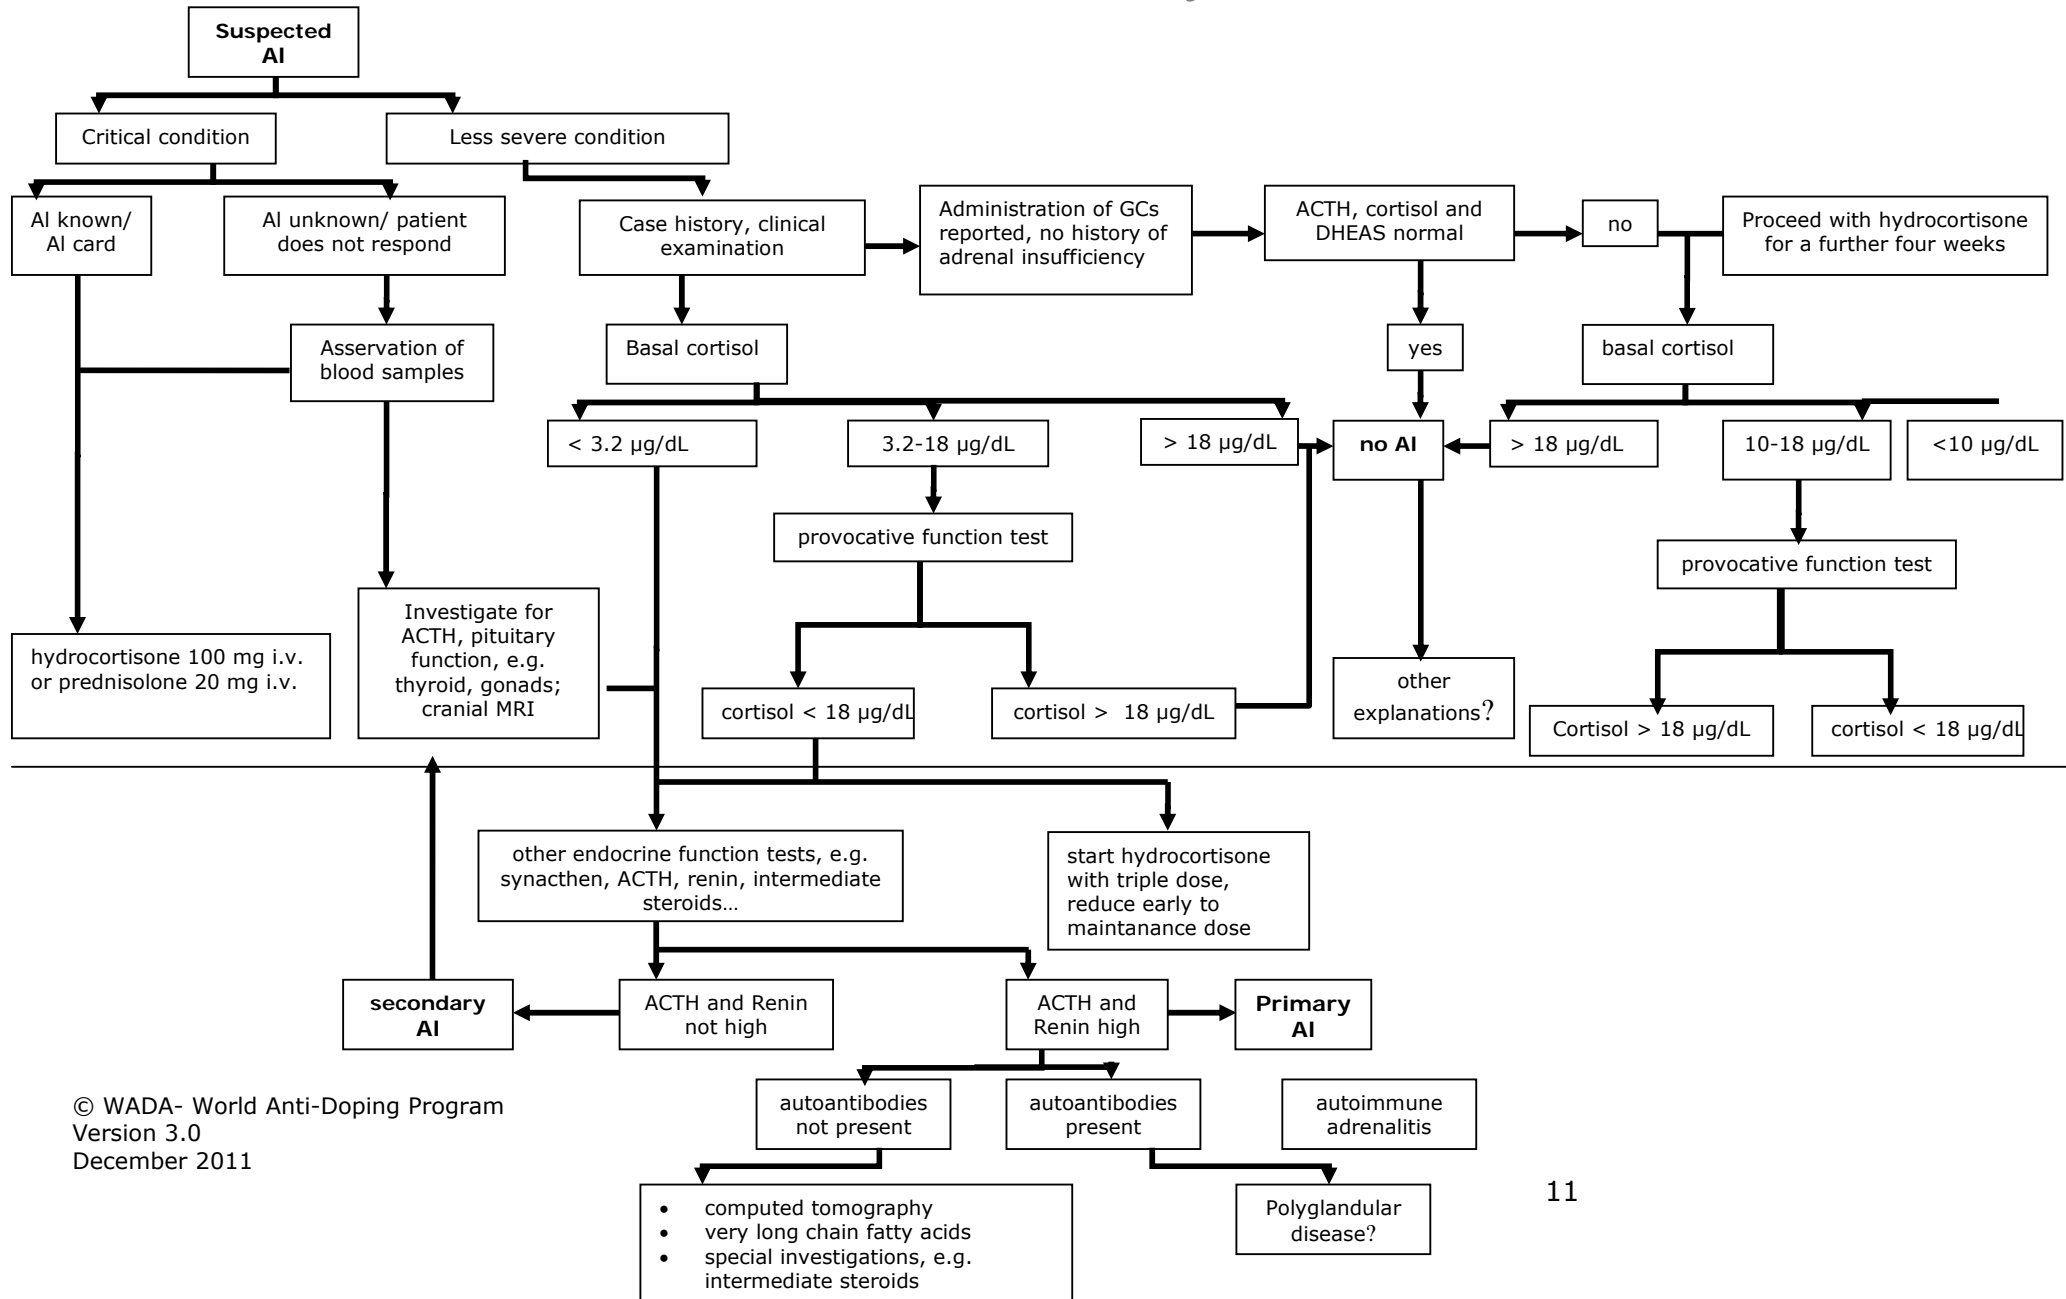 Suspected
AI
Critical condition
Less severe condition
AI known/
AI card
AI unknown/ patient
does not respond
Case history, clinical
examination
Administration of GCs
reported, no history of
adrenal insufficiency
ACTH, cortisol and
DHEAS normal
no
Proceed with hydrocortisone
for a further four weeks
Asservation of
blood samples
Basal cortisol
yes
basal cortisol
< 3.2 µg/dL
3.2-18 µg/dL
> 18 µg/dL
no AI
> 18 µg/dL
10-18 µg/dL
<10 µg/dL
provocative function test
provocative function test
hydrocortisone 100 mg i.v.
or prednisolone 20 mg i.v.
Investigate for
ACTH, pituitary
function, e.g.
thyroid, gonads;
cranial MRI
cortisol < 18 µg/dL
cortisol >  18 µg/dL
other
explanations?
Cortisol > 18 µg/dL
cortisol < 18 µg/dL
other endocrine function tests, e.g.
synacthen, ACTH, renin, intermediate
steroids…
start hydrocortisone
with triple dose,
reduce early to
maintanance dose
secondary
AI
ACTH and Renin
not high
ACTH and
Renin high
Primary
AI
autoantibodies
not present
autoantibodies
present
autoimmune
adrenalitis
© WADA- World Anti-Doping Program
Version 3.0
December 2011
• computed tomography
• very long chain fatty acids
• special investigations, e.g.
intermediate steroids
Polyglandular
disease?
11